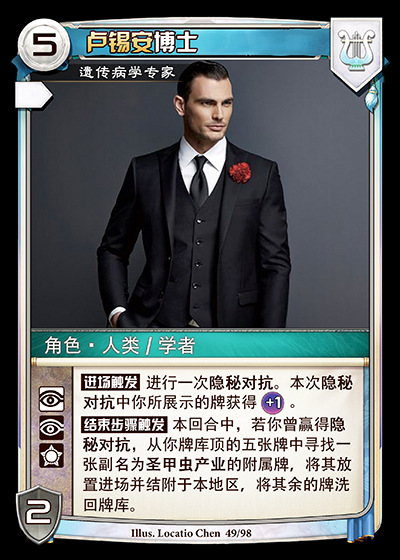 5
卢锡安博士
遗传病学专家
角色·人类/学者
进场触发 进行一次隐秘对抗。本次隐秘
对抗中你所展示的牌获得 +1 。
结束步骤触发 本回合中，若你曾赢得隐
秘对抗，从你牌库顶的五张牌中寻找一
张副名为圣甲虫产业的附属牌，将其放
置进场并结附于本地区，将其余的牌洗
回牌库。
2
Illus. Locatio Chen 49/98